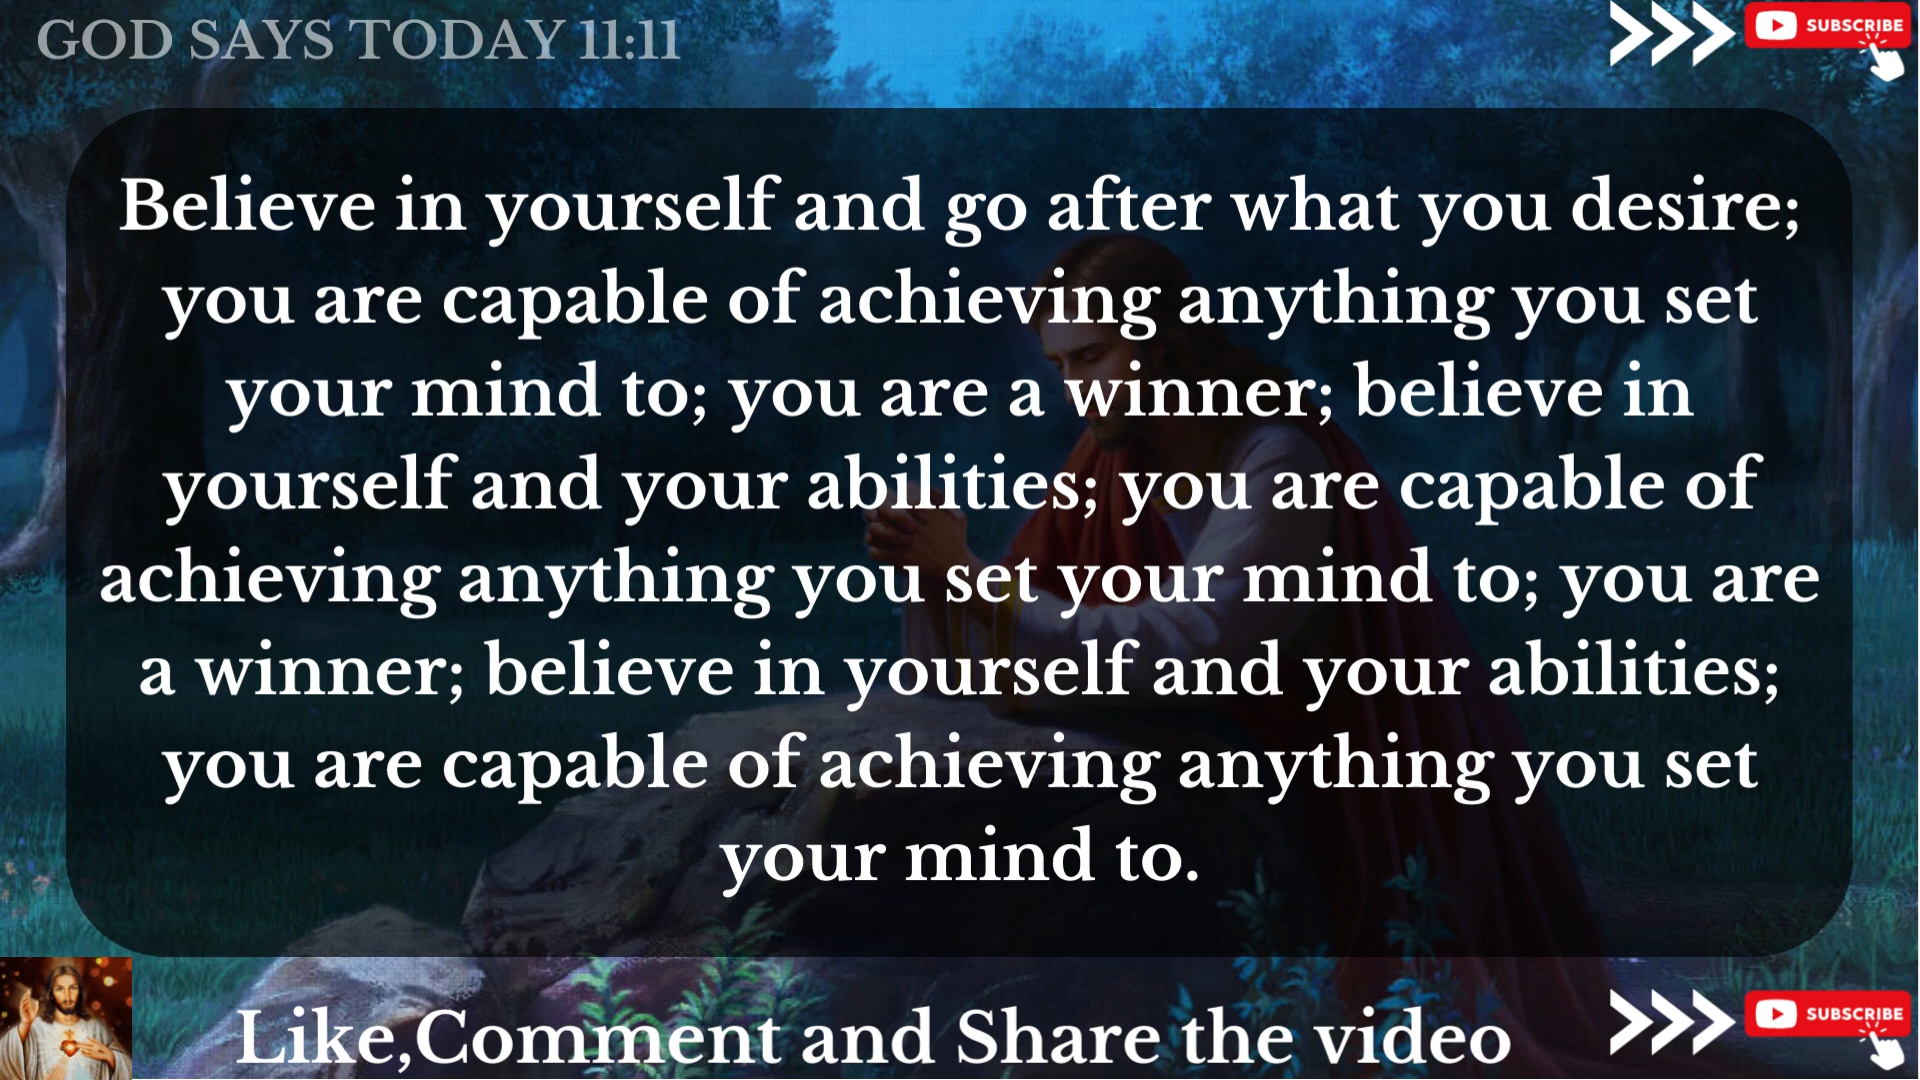 GOD SAYS TODAY 11:11
SUBSCRIBE
Believe in yourself and go after what you desire;
you are capable of achieving anything you set
your mind to; you are a winner; believe in
yourself and your abilities; you are capable of
achieving anything you set your mind to; you are
a winner; believe in yourself and your abilities;
you are capable of achieving anything you set
your mind to.
Like,Comment and Share the video
SUBSCRIBE